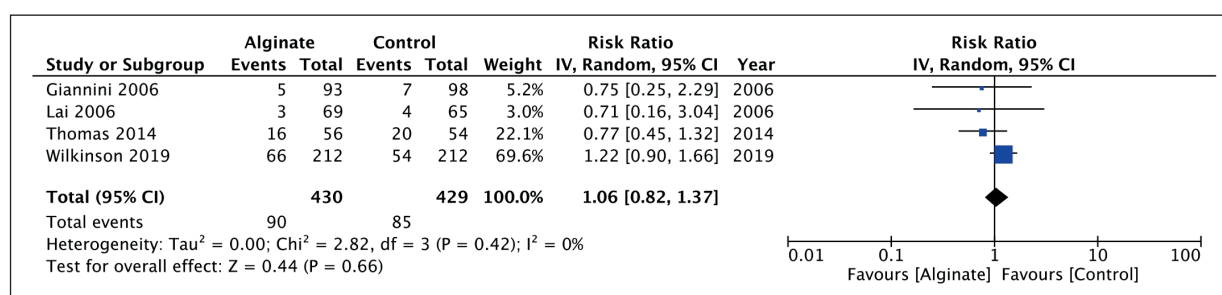 Alginate Control Risk Ratio Risk Ratio
Study or Subgroup Events Total Events Total Weight IV, Random, 95% CI Year IV, Random, 95% CI
Giannini 2006 5 93 7 98 5.2% 0.75 [0.25, 2.29] 2006
Lai 2006 3 69 4 65 3.0% 0.71 [0.16, 3.04] 2006
Thomas 2014 16 56 20 54 22.1% 0.77 [0.45, 1.32] 2014
Wilkinson 2019 66 212 54 212 69.6% 1.22 [0.90, 1.66] 2019
Total (95% CI) 430 429 100.0% 1.06 [0.82, 1.37]
Total events 90 85
Heterogeneity: Tau² = 0.00; Chi² = 2.82, df = 3 (P = 0.42); I² = 0%
Test for overall effect: Z = 0.44 (P = 0.66)
0.01 0.1 1 10 100
Favours [Alginate] Favours [Control]